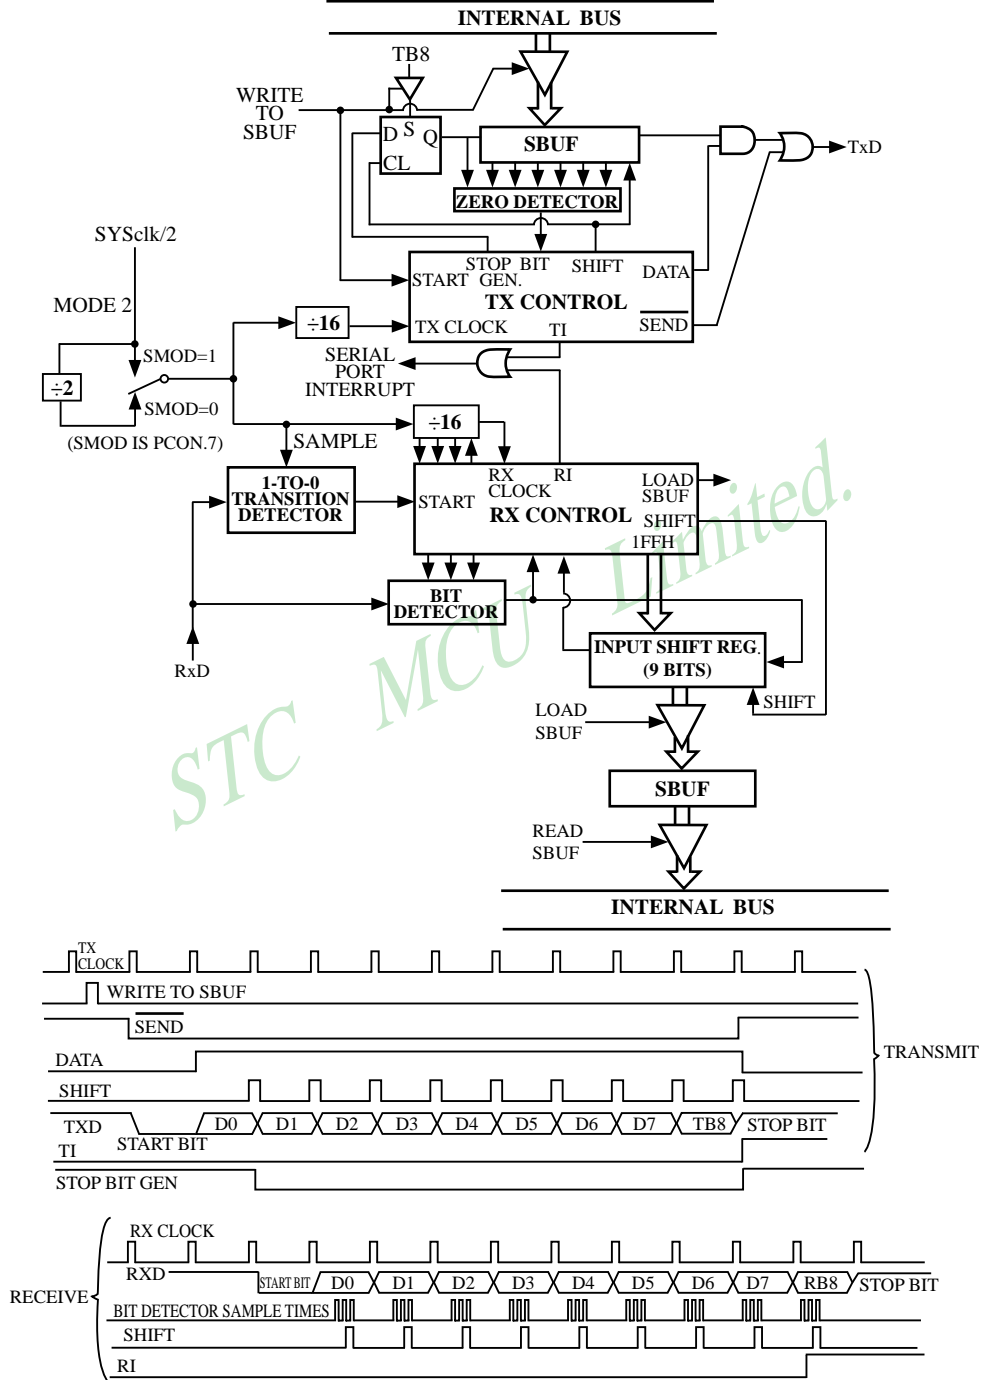 INTERNAL BUS
TB8
WRITE
TO
SBUF
D S Q
CL
SBUF
TxD
ZERO DETECTOR
SYSclk/2
STOP BIT
GEN.
SHIFT
DATA
START
TX CONTROL
MODE 2
÷16
TX CLOCK
TI
SEND
SERIAL
PORT
INTERRUPT
SMOD=1
÷2
SMOD=0
(SMOD IS PCON.7)
÷16
SAMPLE
1-TO-0
TRANSITION
DETECTOR
START
RX
CLOCK
RI
LOAD
SBUF
RX CONTROL
SHIFT
1FFH
BIT
DETECTOR
RxD
INPUT SHIFT REG.
(9 BITS)
SHIFT
LOAD
SBUF
SBUF
READ
SBUF
INTERNAL BUS
STC MCU Limited.
TX
CLOCK
WRITE TO SBUF
SEND
DATA
TRANSMIT
SHIFT
TXD START BIT D0 D1 D2 D3 D4 D5 D6 D7 TB8 STOP BIT
TI
STOP BIT GEN
RX CLOCK
RXD START BIT D0 D1 D2 D3 D4 D5 D6 D7 RB8 STOP BIT
RECEIVE
BIT DETECTOR SAMPLE TIMES
SHIFT
RI